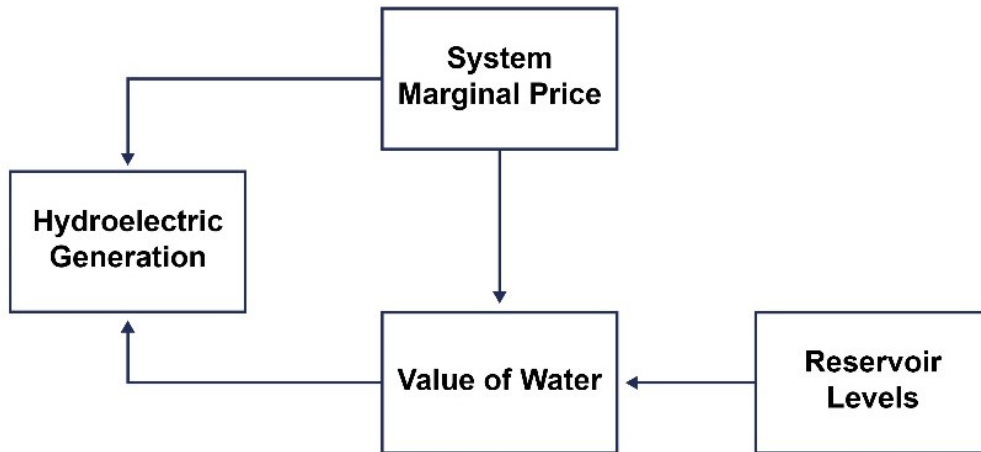 System
Marginal Price
Hydroelectric
Generation
Value of Water
Reservoir
Levels